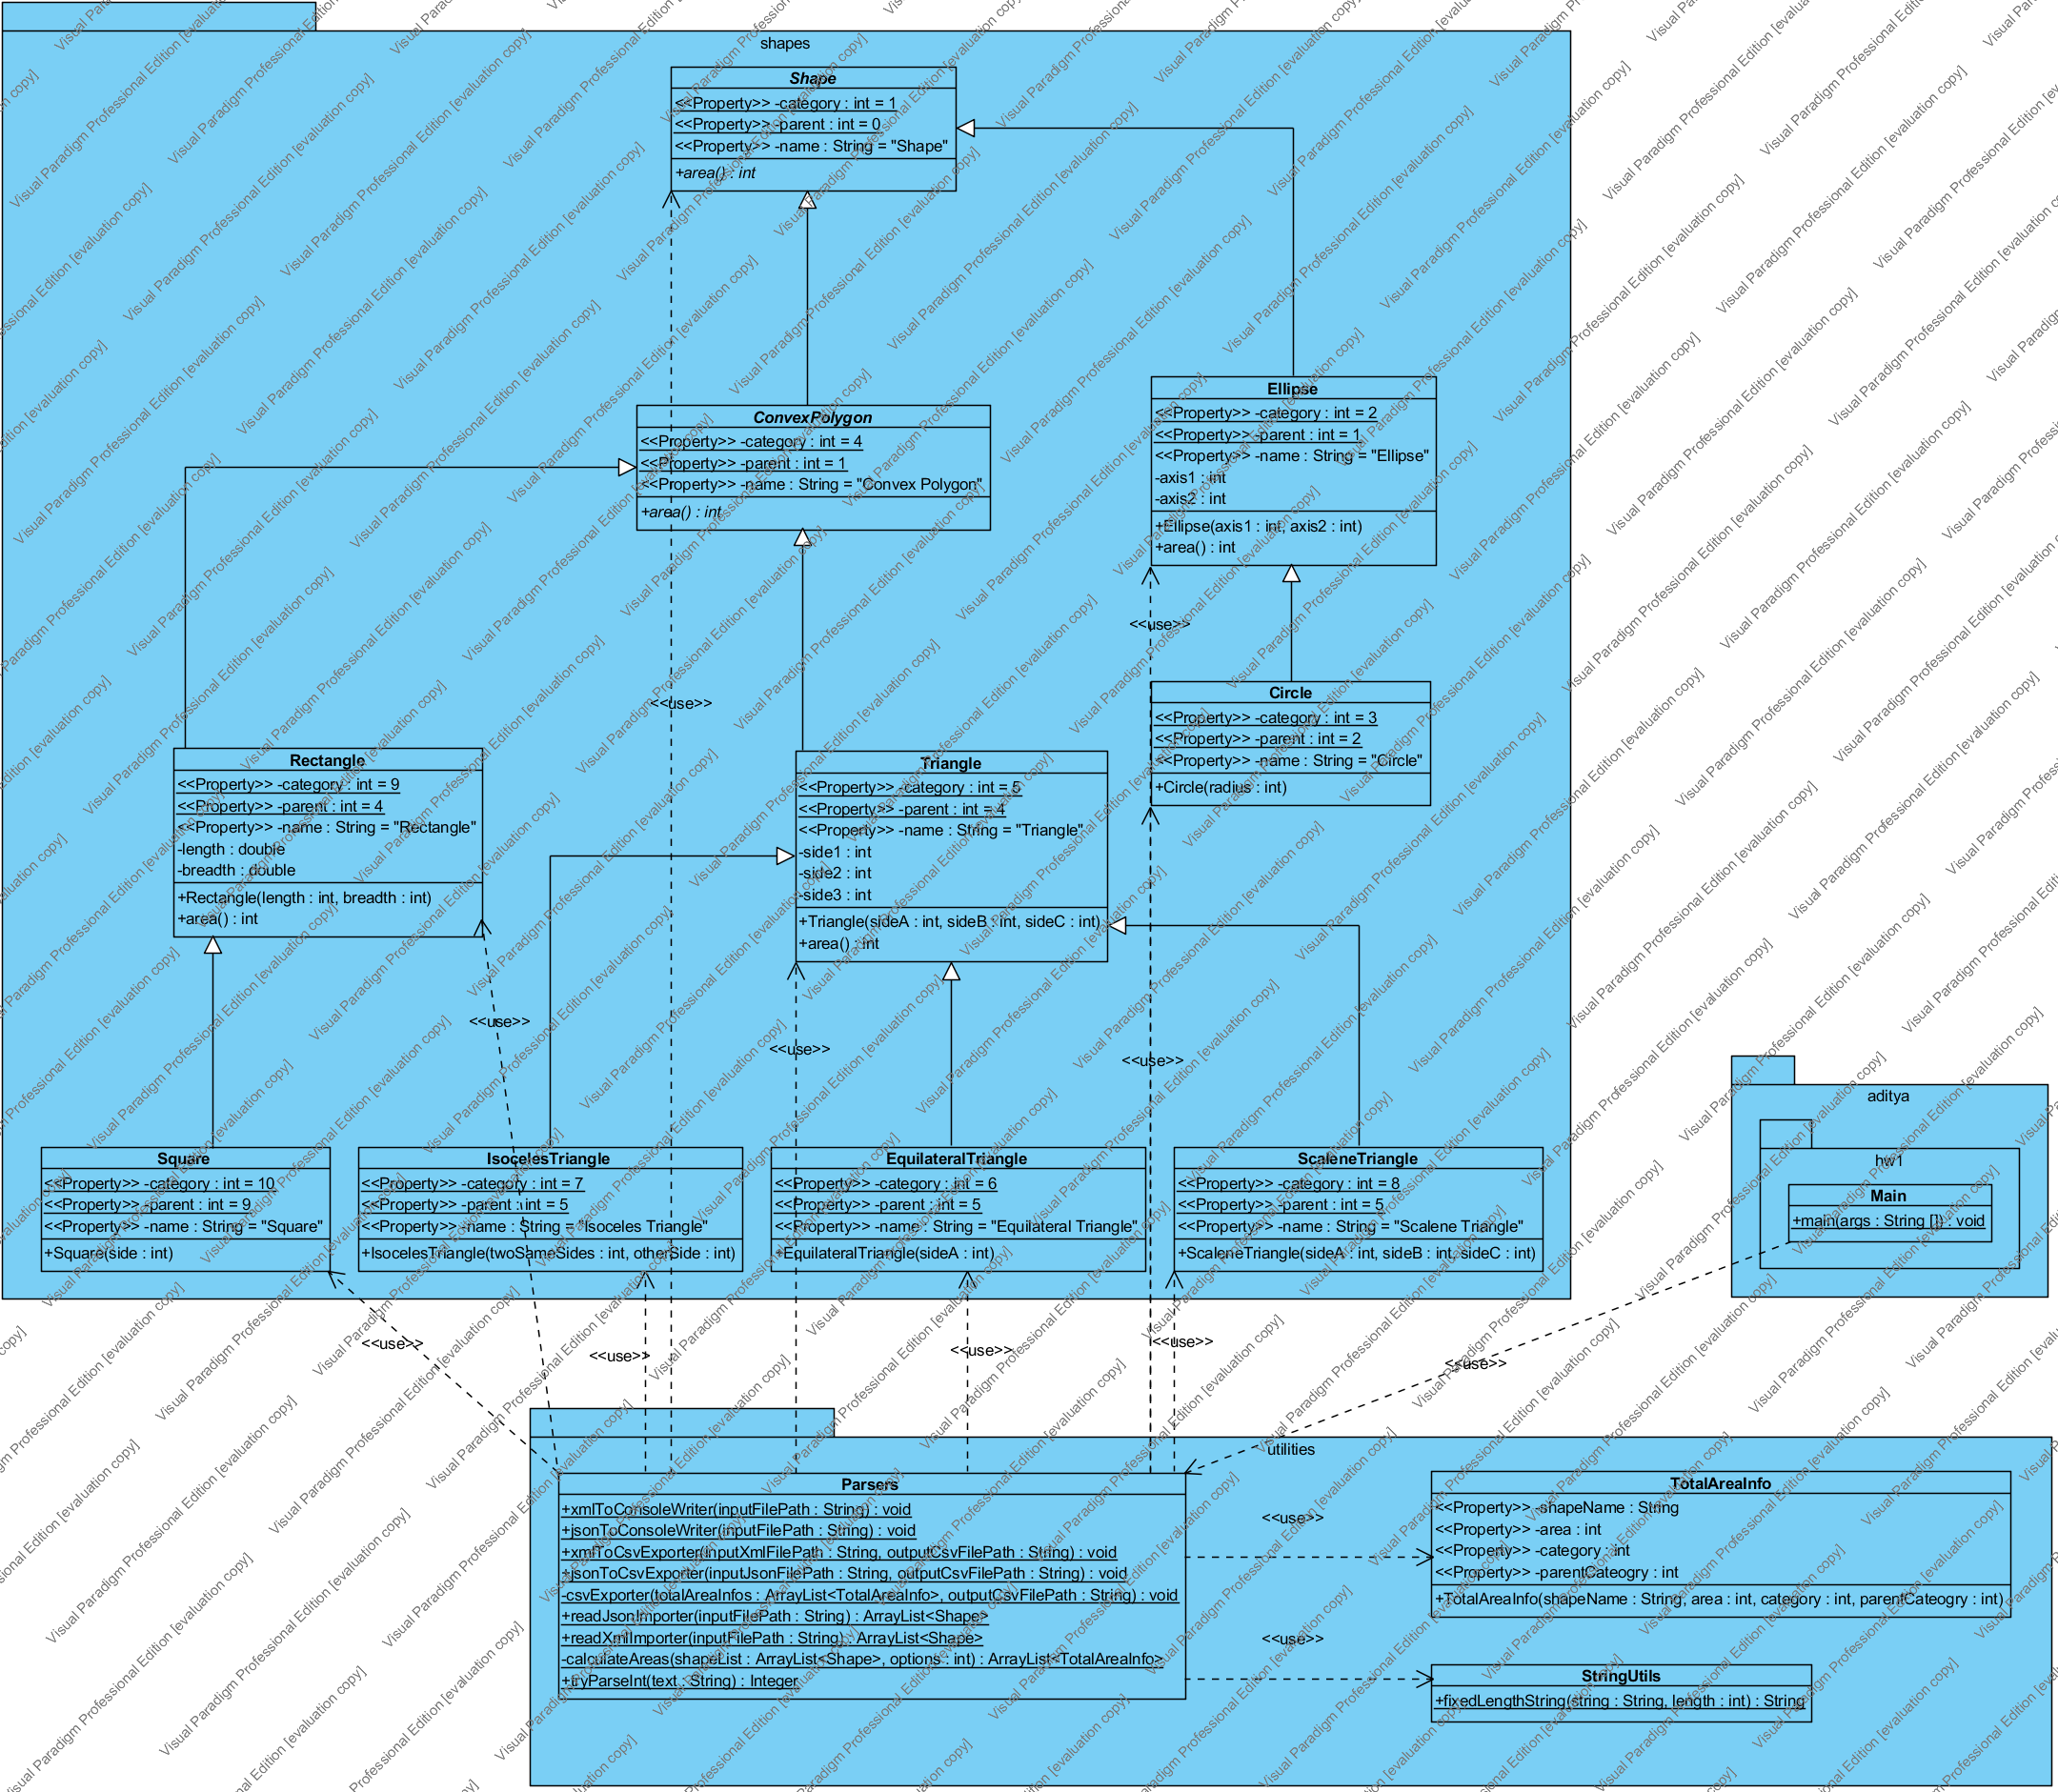 shapes
Shape
<<Property>> -category : int = 1
<<Property>> -parent : int = 0
<<Property>> -name : String = "Shape"
+area() : int
ConvexPolygon
<<Property>> -category : int = 4
<<Property>> -parent : int = 1
<<Property>> -name : String = "Convex Polygon"
+area() : int
Ellipse
<<Property>> -category : int = 2
<<Property>> -parent : int = 1
<<Property>> -name : String = "Ellipse"
-axis1 : int
-axis2 : int
+Ellipse(axis1 : int, axis2 : int)
+area() : int
<<use>>
<<use>>
Circle
<<Property>> -category : int = 3
<<Property>> -parent : int = 2
<<Property>> -name : String = "Circle"
+Circle(radius : int)
Rectangle
<<Property>> -category : int = 9
<<Property>> -parent : int = 4
<<Property>> -name : String = "Rectangle"
-length : double
-breadth : double
+Rectangle(length : int, breadth : int)
+area() : int
Triangle
<<Property>> -category : int = 5
<<Property>> -parent : int = 4
<<Property>> -name : String = "Triangle"
-side1 : int
-side2 : int
-side3 : int
+Triangle(sideA : int, sideB : int, sideC : int)
+area() : int
<<use>>
<<use>>
<<use>>
Square
<<Property>> -category : int = 10
<<Property>> -parent : int = 9
<<Property>> -name : String = "Square"
+Square(side : int)
IsocelesTriangle
<<Property>> -category : int = 7
<<Property>> -parent : int = 5
<<Property>> -name : String = "Isoceles Triangle"
+IsocelesTriangle(twoSameSides : int, otherSide : int)
EquilateralTriangle
<<Property>> -category : int = 6
<<Property>> -parent : int = 5
<<Property>> -name : String = "Equilateral Triangle"
+EquilateralTriangle(sideA : int)
ScaleneTriangle
<<Property>> -category : int = 8
<<Property>> -parent : int = 5
<<Property>> -name : String = "Scalene Triangle"
+ScaleneTriangle(sideA : int, sideB : int, sideC : int)
aditya
hw1
Main
+main(args : String []) : void
<<use>>
<<use>>
<<use>>
<<use>>
<<use>>
utilities
Parsers
+xmlToConsoleWriter(inputFilePath : String) : void
+jsonToConsoleWriter(inputFilePath : String) : void
+xmlToCsvExporter(inputXmlFilePath : String, outputCsvFilePath : String) : void
+jsonToCsvExporter(inputJsonFilePath : String, outputCsvFilePath : String) : void
-csvExporter(totalAreaInfos : ArrayList<TotalAreaInfo>, outputCsvFilePath : String) : void
+readJsonImporter(inputFilePath : String) : ArrayList<Shape>
+readXmlImporter(inputFilePath : String) : ArrayList<Shape>
-calculateAreas(shapeList : ArrayList<Shape>, options : int) : ArrayList<TotalAreaInfo>
+tryParseInt(text : String) : Integer
<<use>>
<<use>>
TotalAreaInfo
<<Property>> -shapeName : String
<<Property>> -area : int
<<Property>> -category : int
<<Property>> -parentCateogry : int
+TotalAreaInfo(shapeName : String, area : int, category : int, parentCateogry : int)
StringUtils
+fixedLengthString(string : String, length : int) : String
Visual Paradigm Professional Edition [evaluation copy]